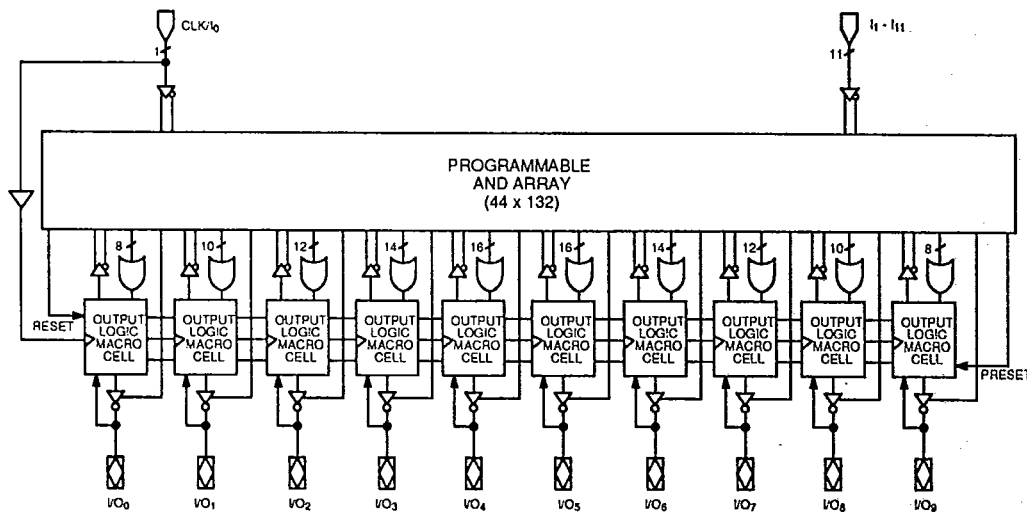 CLK/I0
I1 - I11
1
11
PROGRAMMABLE
AND ARRAY
(44 x 132)
8 10 12 14 16 16 14 12 10 8
OUTPUT LOGIC MACRO CELL
OUTPUT LOGIC MACRO CELL
OUTPUT LOGIC MACRO CELL
OUTPUT LOGIC MACRO CELL
OUTPUT LOGIC MACRO CELL
OUTPUT LOGIC MACRO CELL
OUTPUT LOGIC MACRO CELL
OUTPUT LOGIC MACRO CELL
OUTPUT LOGIC MACRO CELL
OUTPUT LOGIC MACRO CELL
RESET
PRESET
I/O0 I/O1 I/O2 I/O3 I/O4 I/O5 I/O6 I/O7 I/O8 I/O9